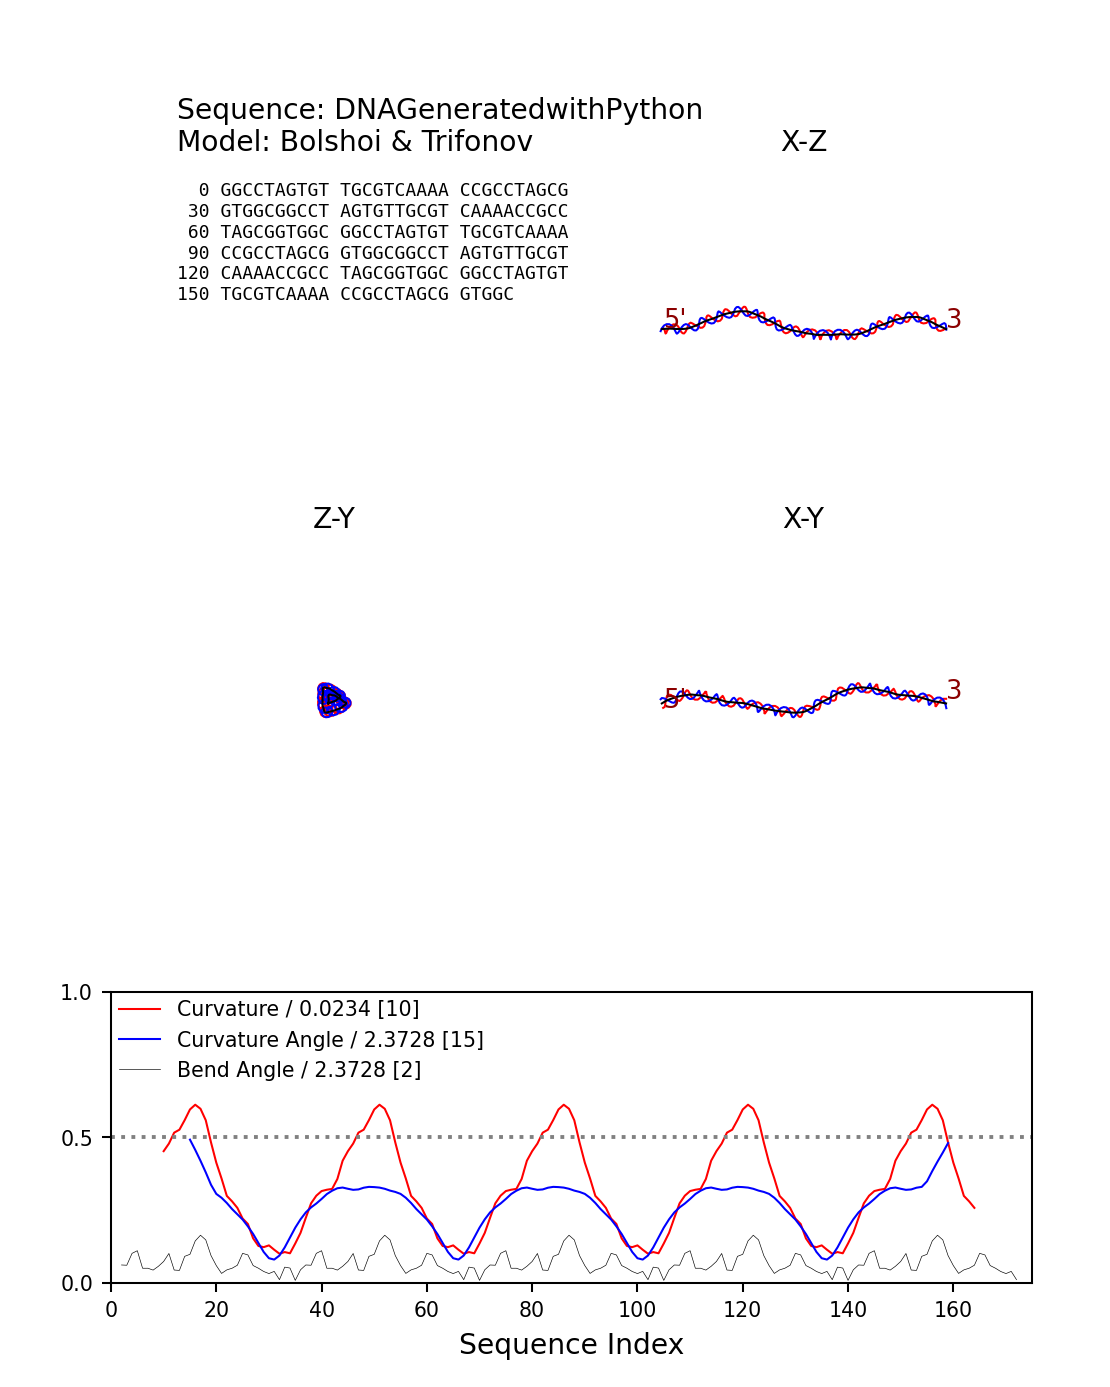 Sequence: DNAGeneratedwithPython
Model: Bolshoi & Trifonov
X-Z
0 GGCCTAGTGT TGCGTCAAAA CCGCCTAGCG
30 GTGGCGGCCT AGTGTTGCGT CAAAACCGCC
60 TAGCGGTGGC GGCCTAGTGT TGCGTCAAAA
90 CCGCCTAGCG GTGGCGGCCT AGTGTTGCGT
120 CAAAACCGCC TAGCGGTGGC GGCCTAGTGT
150 TGCGTCAAAA CCGCCTAGCG GTGGC
5' 3
Z-Y
X-Y
5' 3
1.0
Curvature / 0.0234 [10]
Curvature Angle / 2.3728 [15]
Bend Angle / 2.3728 [2]
0.5
0.0
0 20 40 60 80 100 120 140 160
Sequence Index